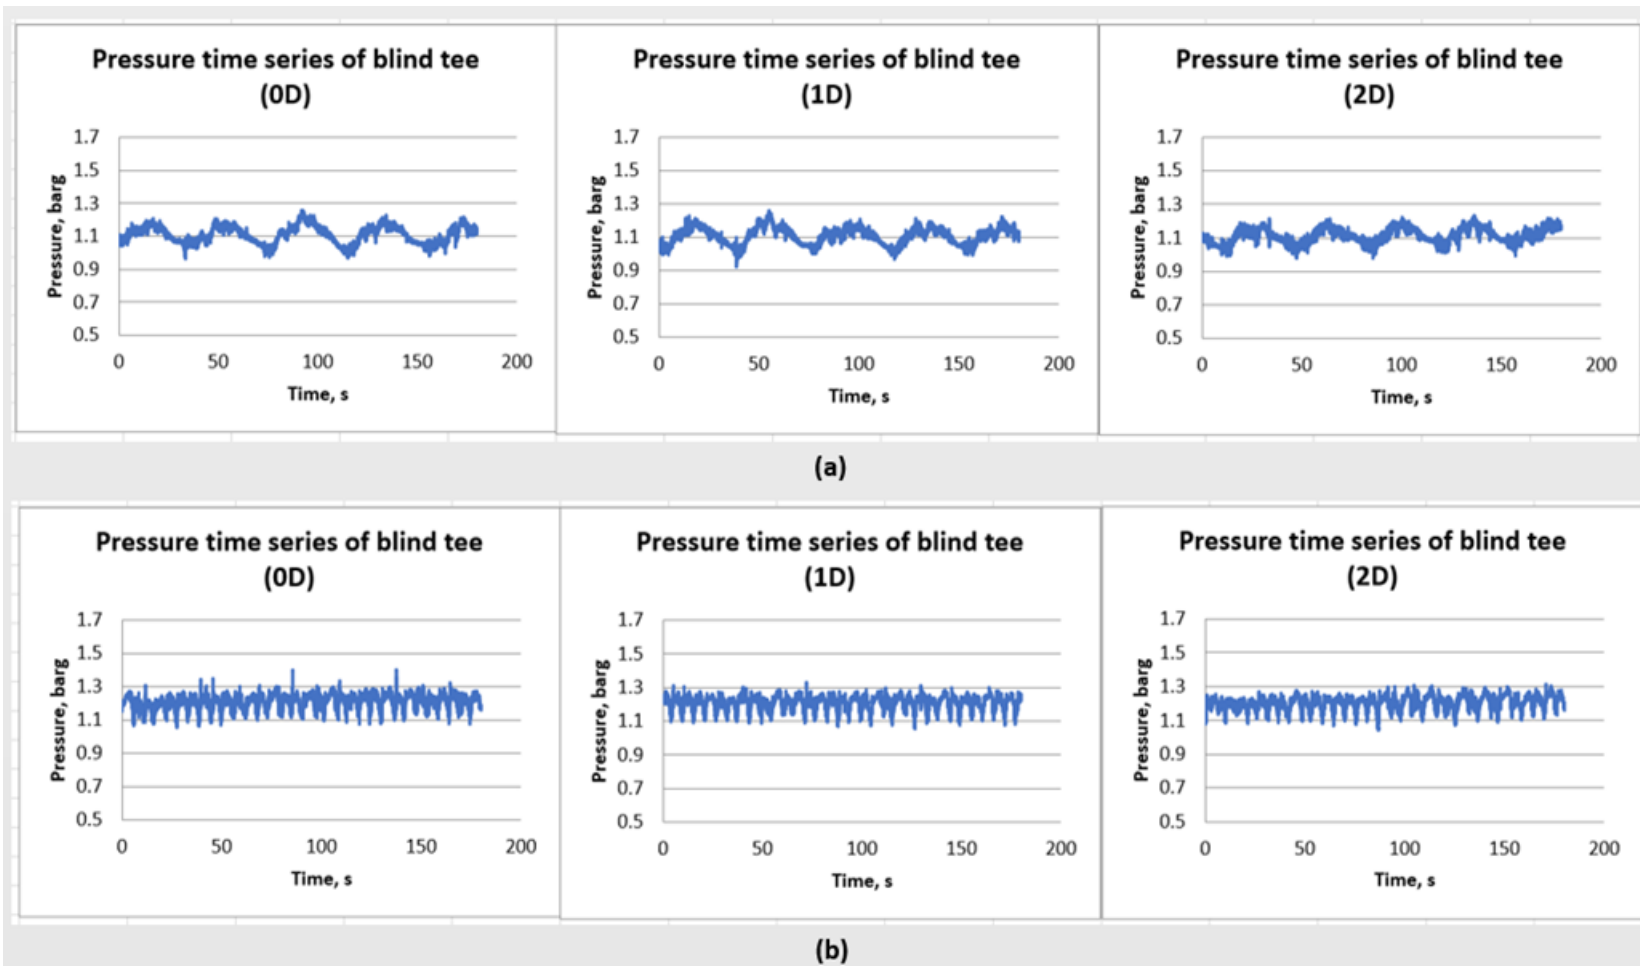 Pressure time series of blind tee
(0D)
1.7
1.5
1.3
1.1
0.9
0.7
0.5
Pressure, barg
0 50 100 150 200
Time, s
Pressure time series of blind tee
(1D)
1.7
1.5
1.3
1.1
0.9
0.7
0.5
Pressure, barg
0 50 100 150 200
Time, s
Pressure time series of blind tee
(2D)
1.7
1.5
1.3
1.1
0.9
0.7
0.5
Pressure, barg
0 50 100 150 200
Time, s
(a)
Pressure time series of blind tee
(0D)
1.7
1.5
1.3
1.1
0.9
0.7
0.5
Pressure, barg
0 50 100 150 200
Time, s
Pressure time series of blind tee
(1D)
1.7
1.5
1.3
1.1
0.9
0.7
0.5
Pressure, barg
0 50 100 150 200
Time, s
Pressure time series of blind tee
(2D)
1.7
1.5
1.3
1.1
0.9
0.7
0.5
Pressure, barg
0 50 100 150 200
Time, s
(b)